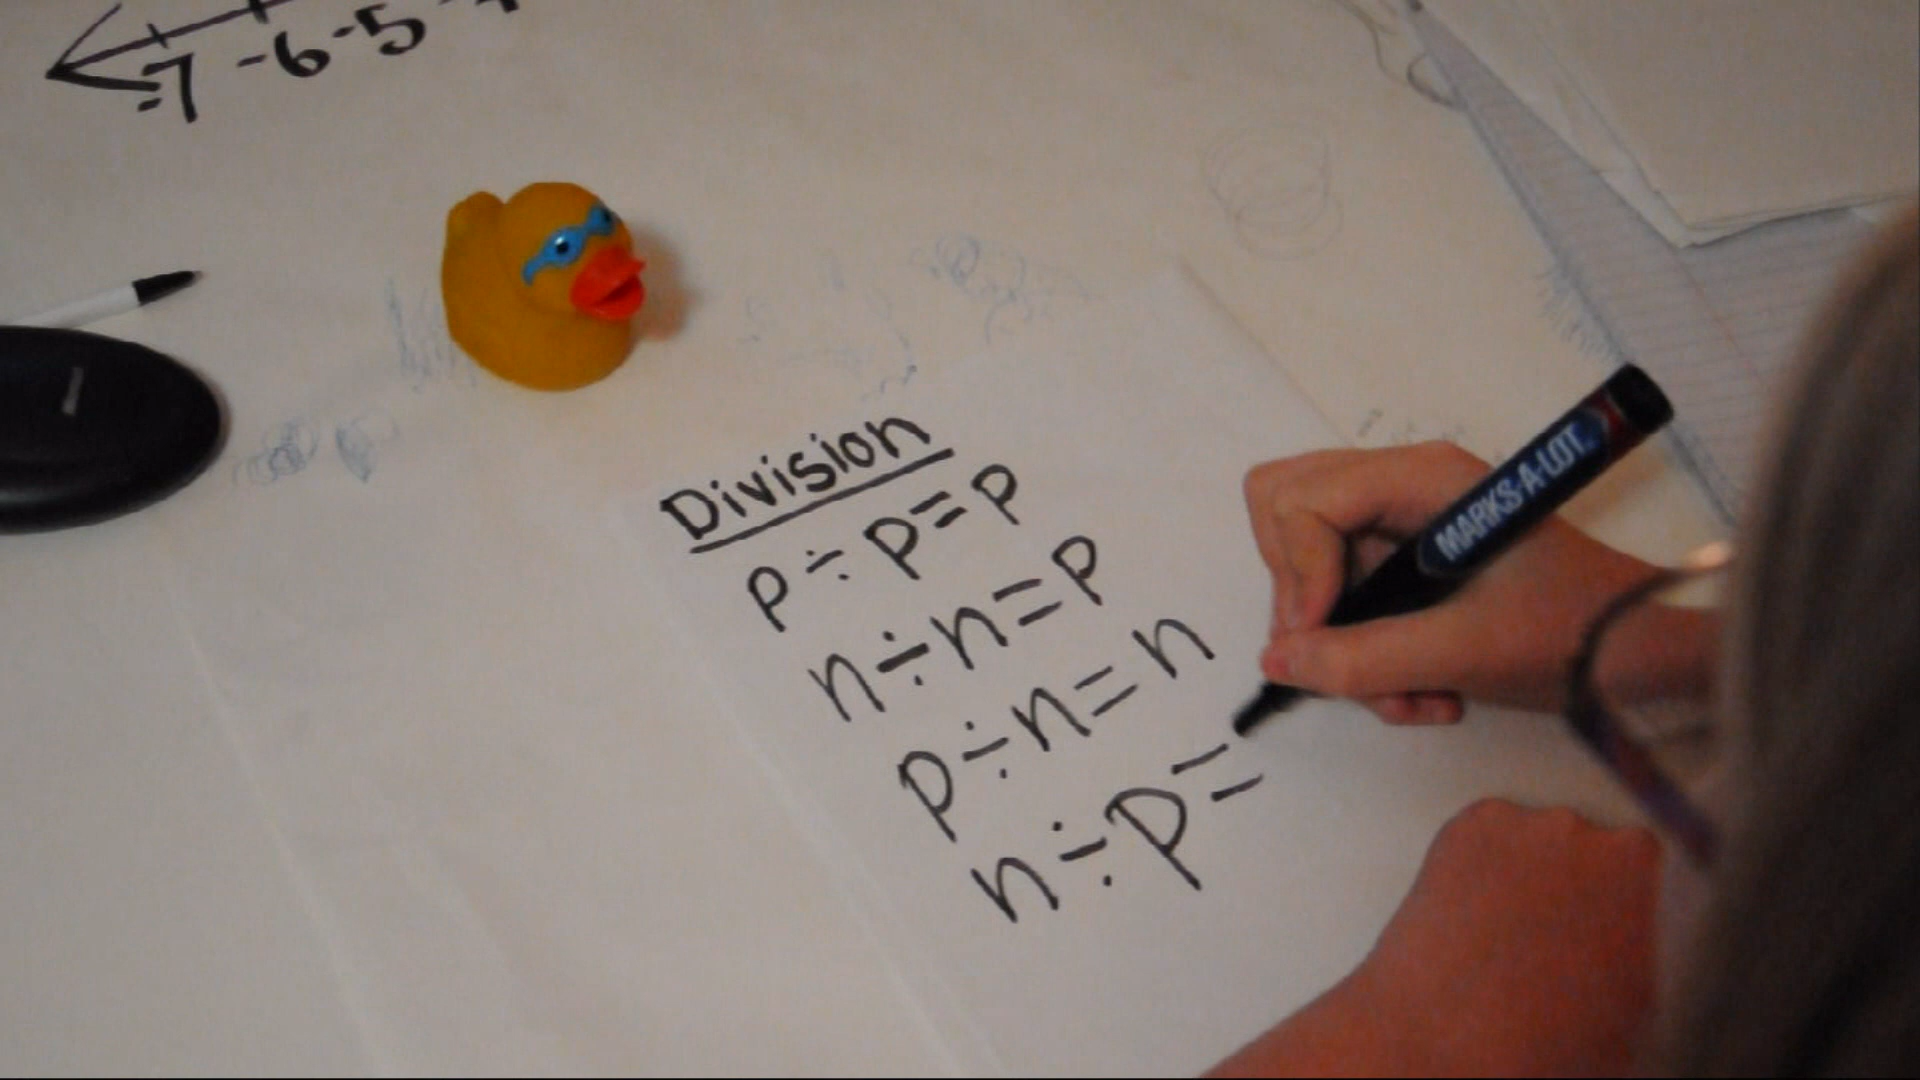 -7 -6 -5
Division
p ÷ p = p
n ÷ n = p
p ÷ n = n
n ÷ p =
MARKS-A-LOT